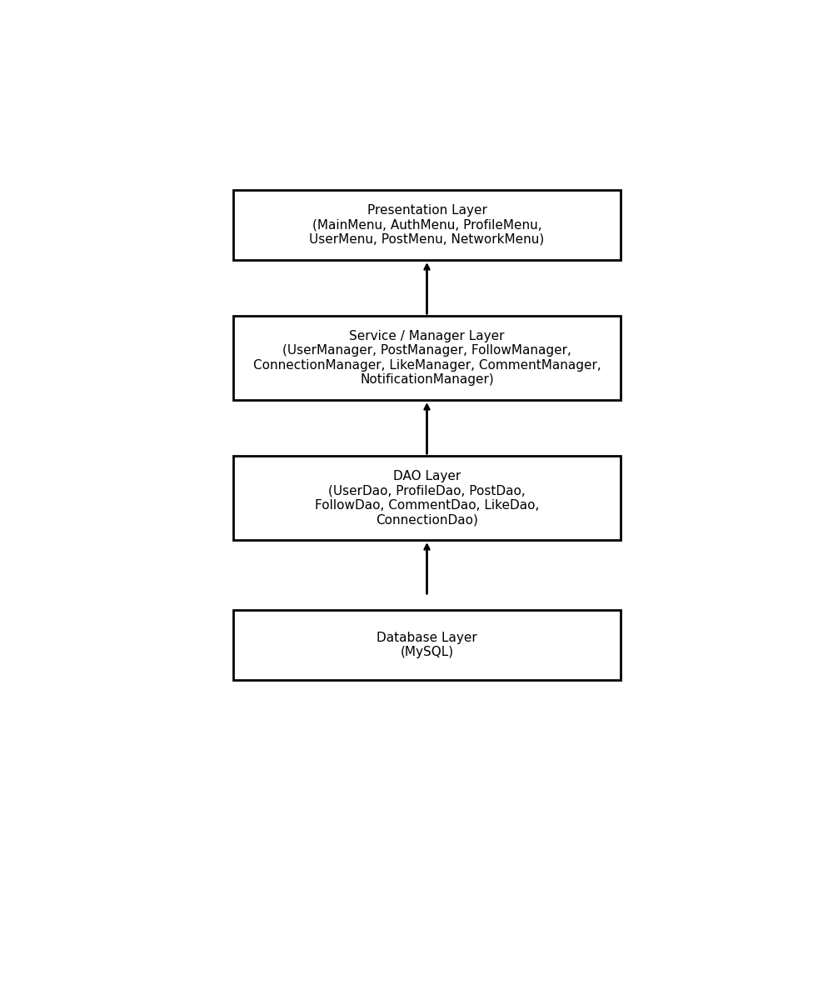 Presentation Layer
(MainMenu, AuthMenu, ProfileMenu,
UserMenu, PostMenu, NetworkMenu)
Service / Manager Layer
(UserManager, PostManager, FollowManager,
ConnectionManager, LikeManager, CommentManager,
NotificationManager)
DAO Layer
(UserDao, ProfileDao, PostDao,
FollowDao, CommentDao, LikeDao,
ConnectionDao)
Database Layer
(MySQL)